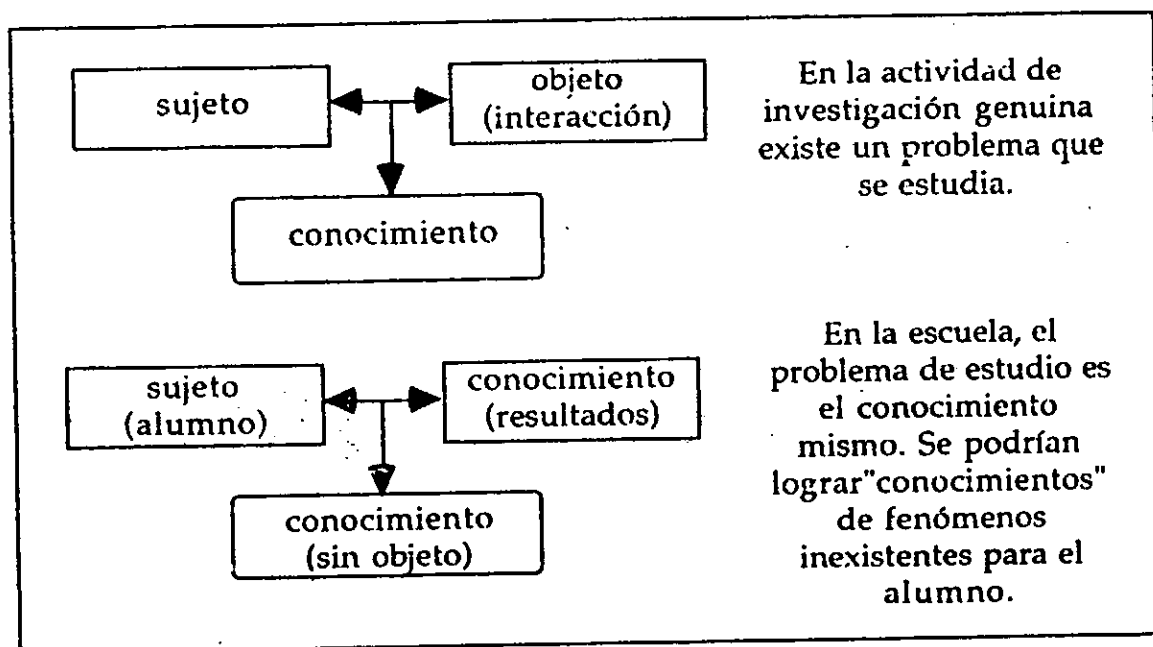 sujeto
objeto
(interacción)
conocimiento
En la actividad de
investigación genuina
existe un problema que
se estudia.
sujeto
(alumno)
conocimiento
(resultados)
conocimiento
(sin objeto)
En la escuela, el
problema de estudio es
el conocimiento
mismo. Se podrían
lograr"conocimientos"
de fenómenos
inexistentes para el
alumno.